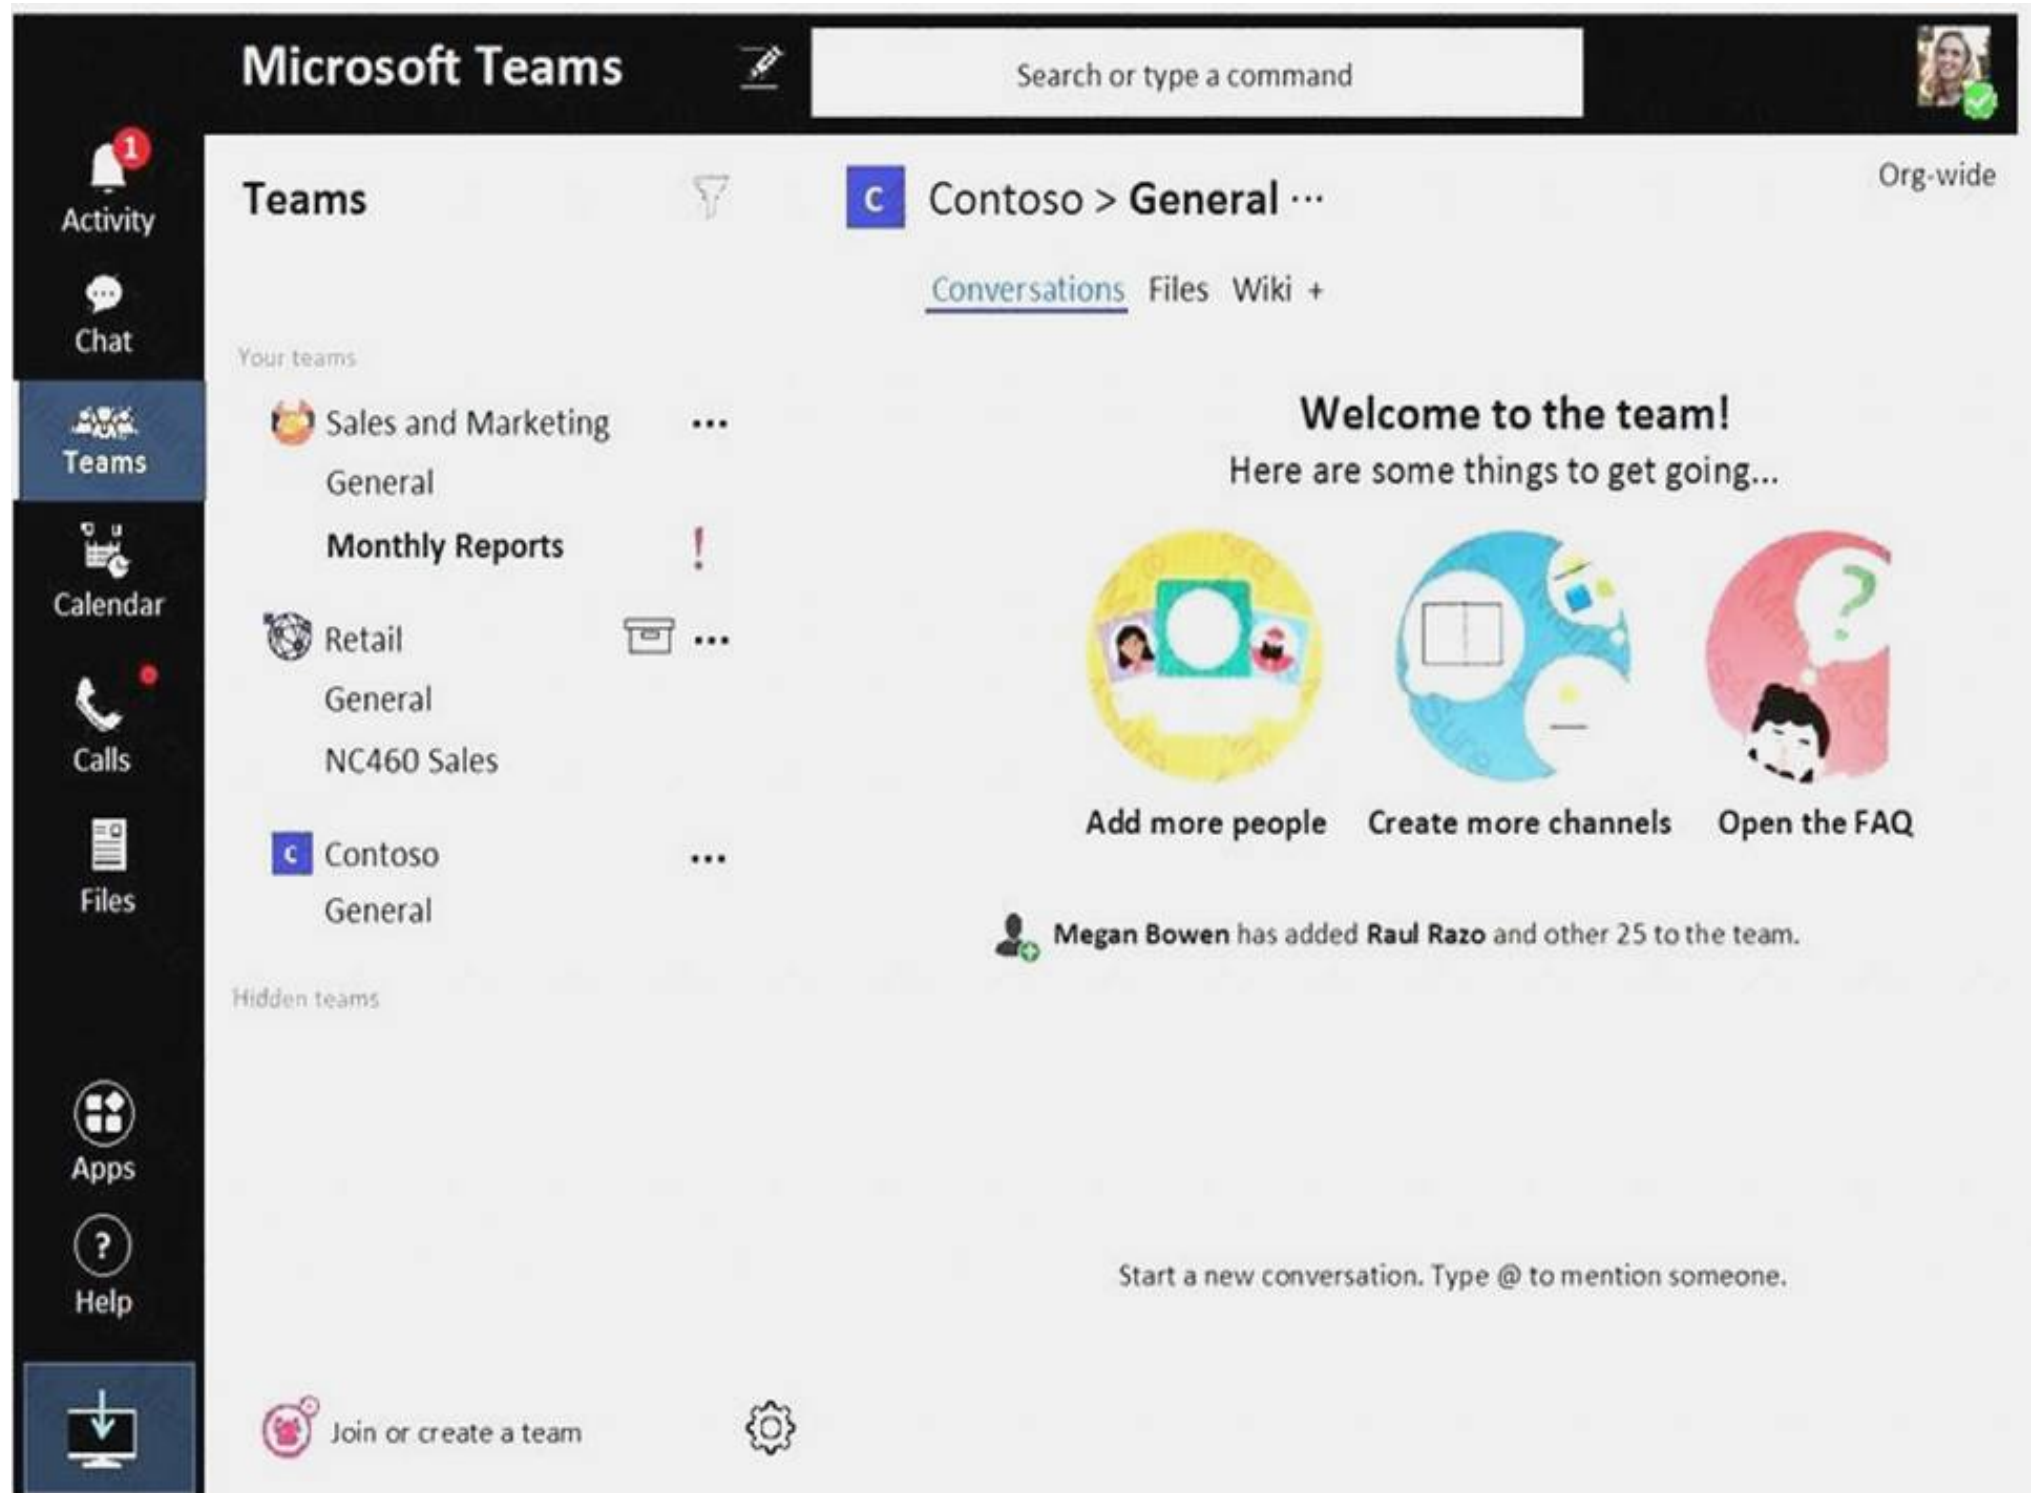 Microsoft Teams
Search or type a command
1
Activity
Chat
Teams
Calendar
Calls
Files
Apps
?
Help
Teams
Your teams
Sales and Marketing ...
General
Monthly Reports !
Retail ...
General
NC460 Sales
C Contoso ...
General
Hidden teams
Join or create a team
C Contoso > General ...
Org-wide
Conversations Files Wiki +
Welcome to the team!
Here are some things to get going...
?
Add more people Create more channels Open the FAQ
Megan Bowen has added Raul Razo and other 25 to the team.
Start a new conversation. Type @ to mention someone.